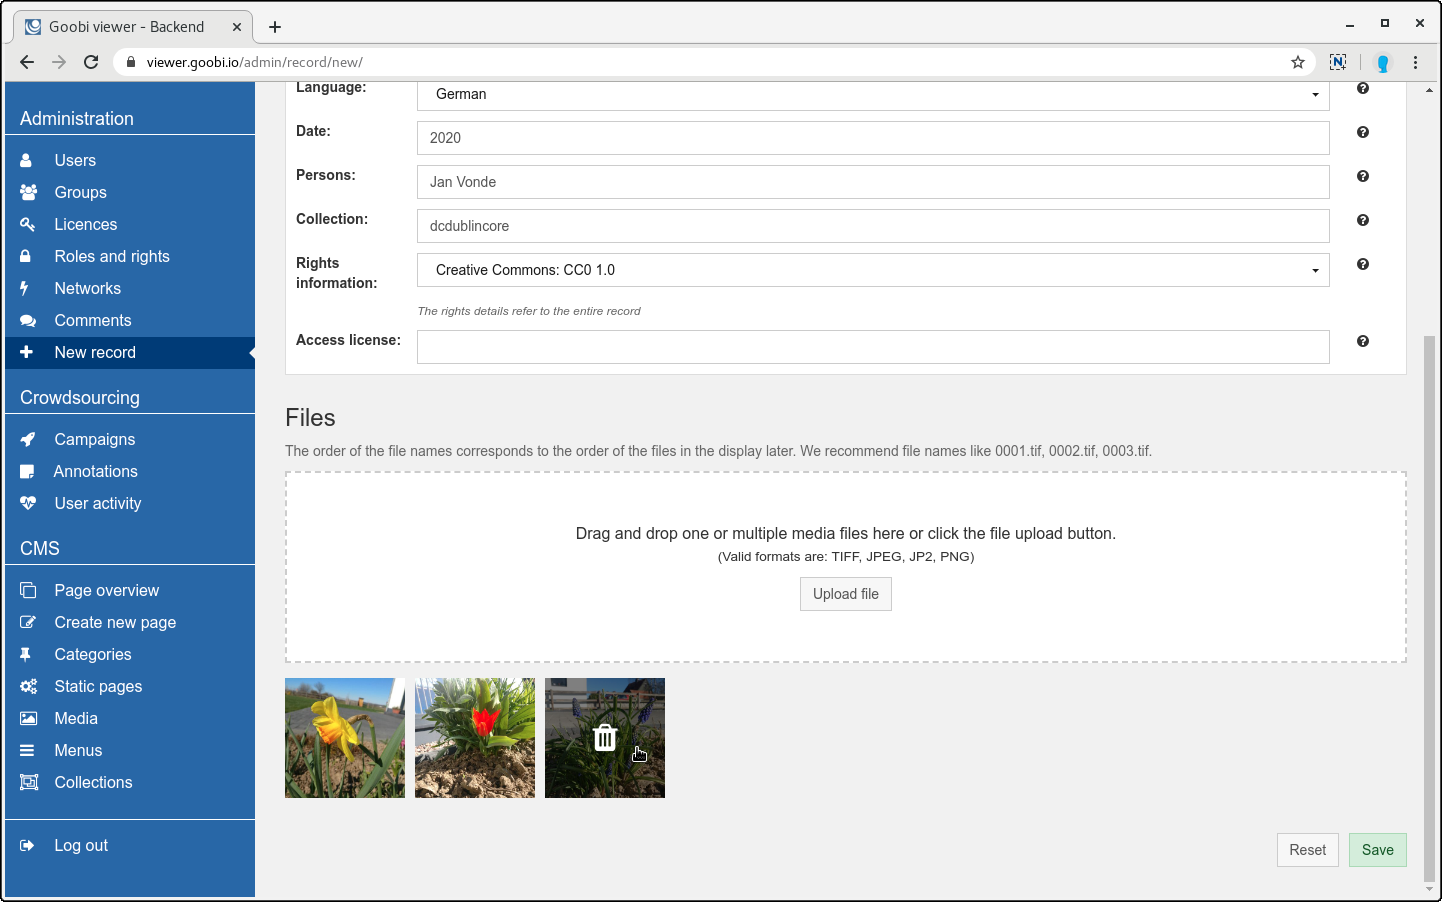 Goobi viewer - Backend
viewer.goobi.io/admin/record/new/
Administration
Users
Groups
Licences
Roles and rights
Networks
Comments
New record
Crowdsourcing
Campaigns
Annotations
User activity
CMS
Page overview
Create new page
Categories
Static pages
Media
Menus
Collections
Log out
Language:
German
Date:
2020
Persons:
Jan Vonde
Collection:
dcdublincore
Rights
information:
Creative Commons: CC0 1.0
The rights details refer to the entire record
Access license:
Files
The order of the file names corresponds to the order of the files in the display later. We recommend file names like 0001.tif, 0002.tif, 0003.tif.
Drag and drop one or multiple media files here or click the file upload button.
(Valid formats are: TIFF, JPEG, JP2, PNG)
Upload file
Reset
Save